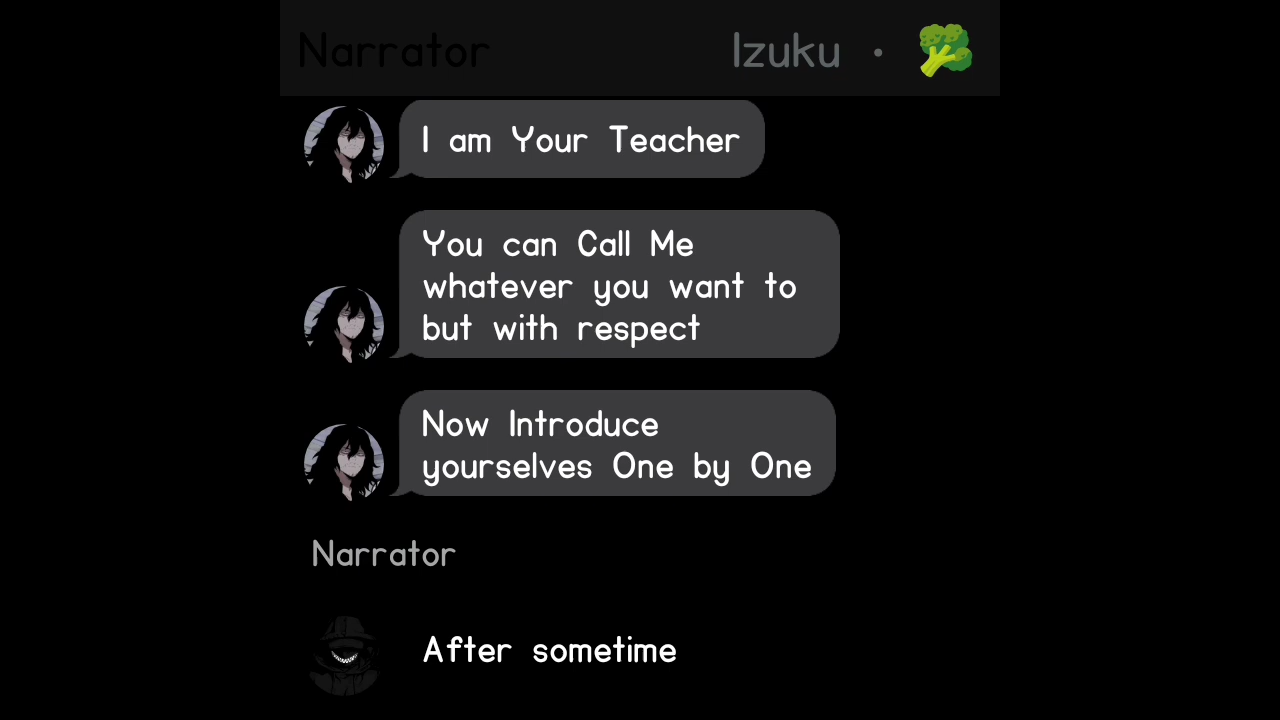 Narrator
Izuku · 🥦
I am Your Teacher
You can Call Me
whatever you want to
but with respect
Now Introduce
yourselves One by One
Narrator
After sometime